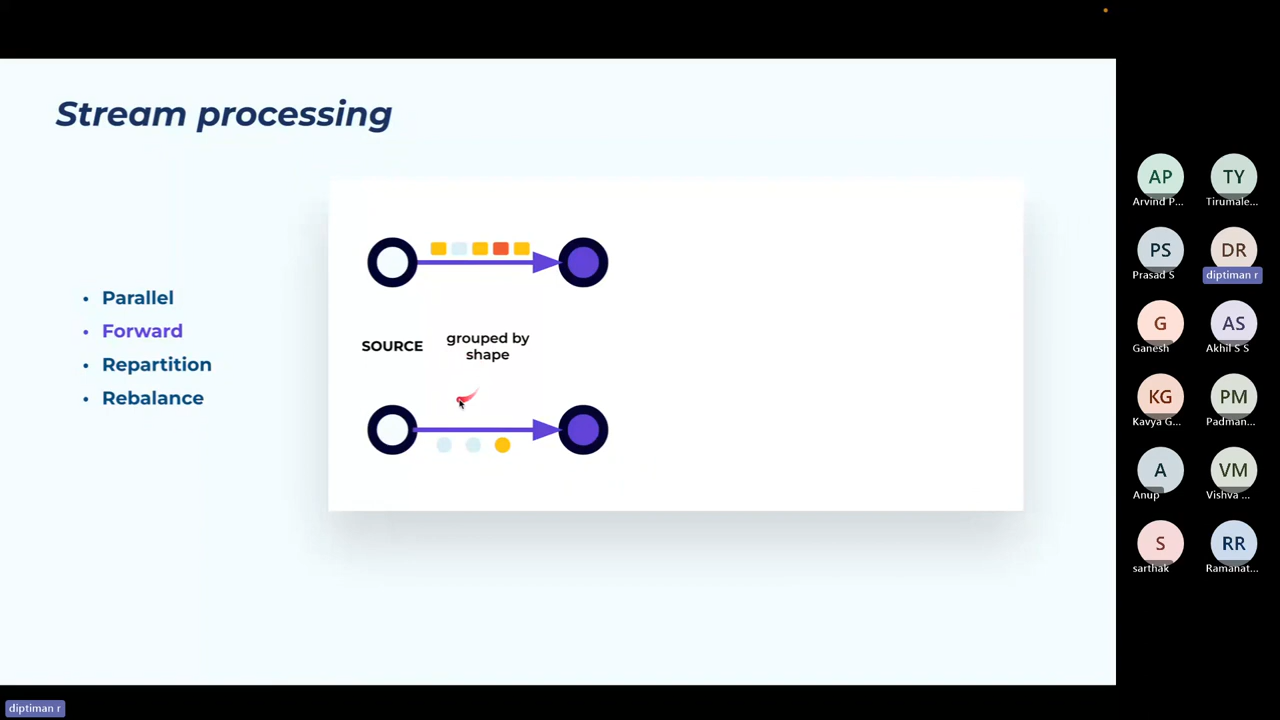 Stream processing
• Parallel
• Forward
• Repartition
• Rebalance
SOURCE
grouped by
shape
AP
Arvind P...
TY
Tirumale...
PS
Prasad S
DR
diptiman r
G
Ganesh
AS
Akhil S S
KG
Kavya G...
PM
Padman...
A
Anup
VM
Vishva ...
S
sarthak
RR
Ramanat...
diptiman r